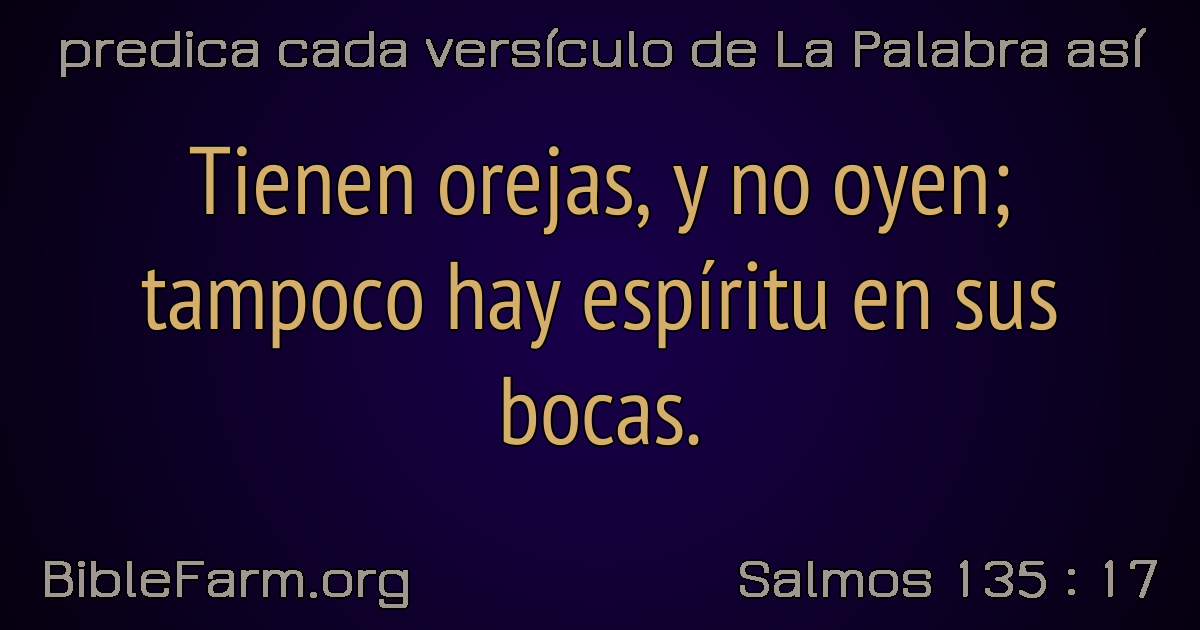 predica cada versículo de La Palabra así
Tienen orejas, y no oyen;
tampoco hay espíritu en sus
bocas.
BibleFarm.org
Salmos 135 : 17